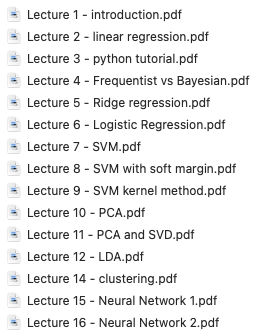 Lecture 1 - introduction.pdf
Lecture 2 - linear regression.pdf
Lecture 3 - python tutorial.pdf
Lecture 4 - Frequentist vs Bayesian.pdf
Lecture 5 - Ridge regression.pdf
Lecture 6 - Logistic Regression.pdf
Lecture 7 - SVM.pdf
Lecture 8 - SVM with soft margin.pdf
Lecture 9 - SVM kernel method.pdf
Lecture 10 - PCA.pdf
Lecture 11 - PCA and SVD.pdf
Lecture 12 - LDA.pdf
Lecture 14 - clustering.pdf
Lecture 15 - Neural Network 1.pdf
Lecture 16 - Neural Network 2.pdf